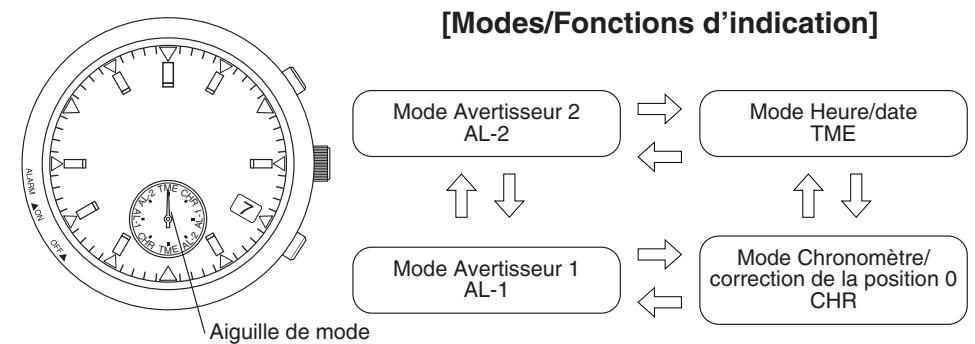 [Modes/Fonctions d'indication]
Mode Avertisseur 2
AL-2
Mode Heure/date
TME
Mode Avertisseur 1
AL-1
Mode Chronomètre/
correction de la position 0
CHR
ALARM ▲ON
OFF▲
TME CHR AL-1 AL-2 TME CHR AL-1 AL-2
7
Aiguille de mode